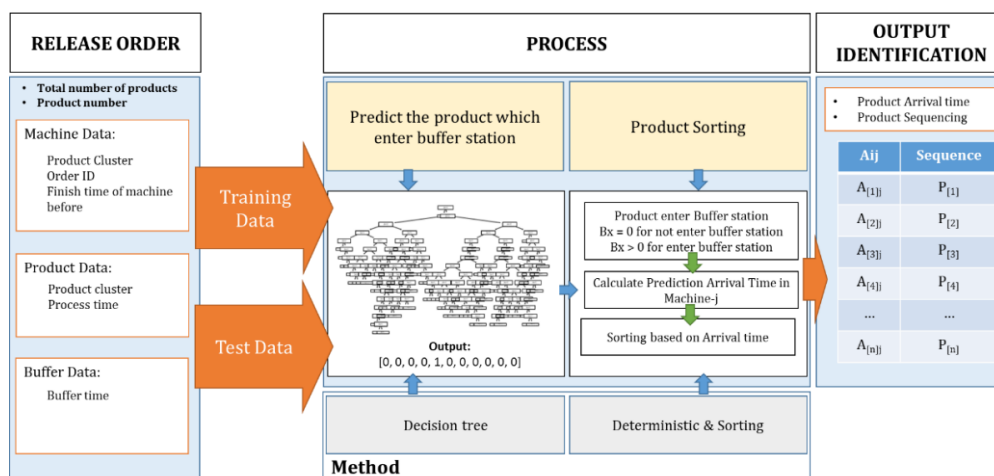 RELEASE ORDER
• Total number of products
• Product number
Machine Data:
Product Cluster
Order ID
Finish time of machine
before
Product Data:
Product cluster
Process time
Buffer Data:
Buffer time
Training
Data
Test Data
PROCESS
Predict the product which
enter buffer station
Product Sorting
Output:
[0, 0, 0, 0, 1, 0, 0, 0, 0, 0, 0]
Product enter Buffer station
Bx = 0 for not enter buffer station
Bx > 0 for enter buffer station
Calculate Prediction Arrival Time in
Machine-j
Sorting based on Arrival time
Decision tree
Deterministic & Sorting
Method
OUTPUT
IDENTIFICATION
• Product Arrival time
• Product Sequencing
Aij Sequence
A[1]j P[1]
A[2]j P[2]
A[3]j P[3]
A[4]j P[4]
... ...
A[n]j P[n]